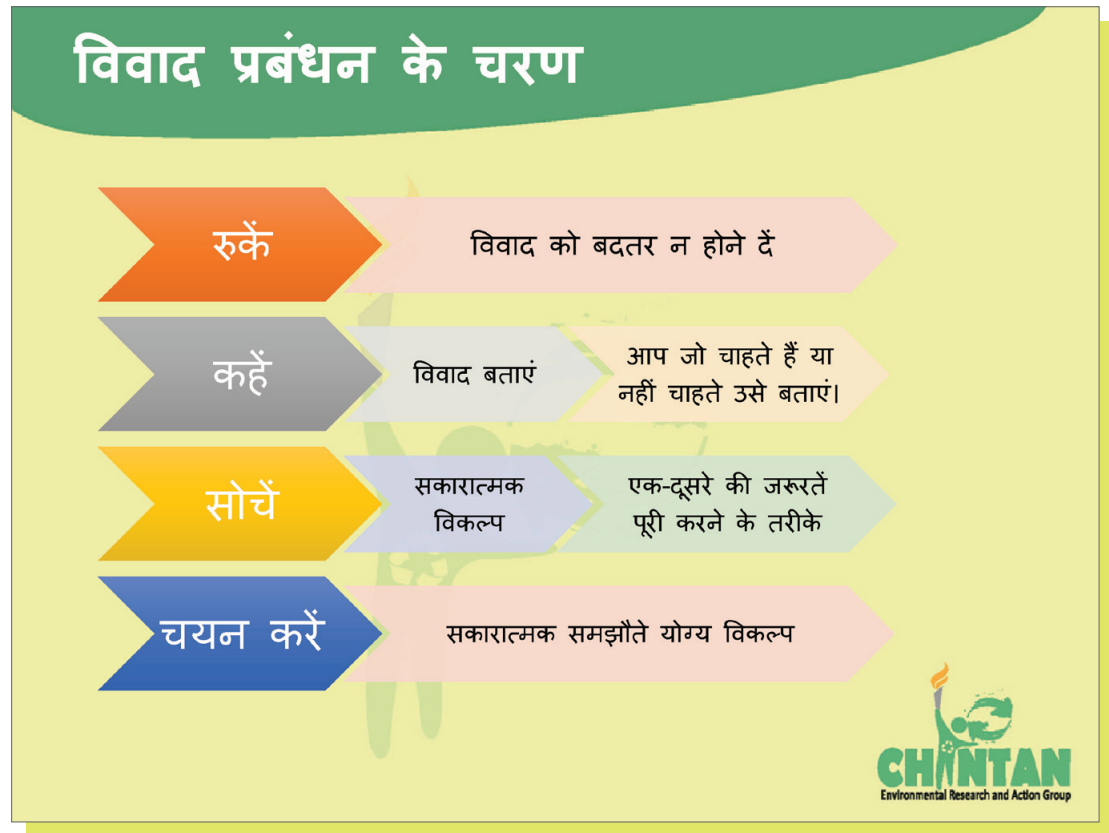 विवाद प्रबंधन के चरण
रुकें
विवाद को बदतर न होने दें
कहें
विवाद बताएं
आप जो चाहते हैं या
नहीं चाहते उसे बताएं।
सोचें
सकारात्मक
विकल्प
एक-दूसरे की जरूरतें
पूरी करने के तरीके
चयन करें
सकारात्मक समझौते योग्य विकल्प
CHINTAN
Environmental Research and Action Group